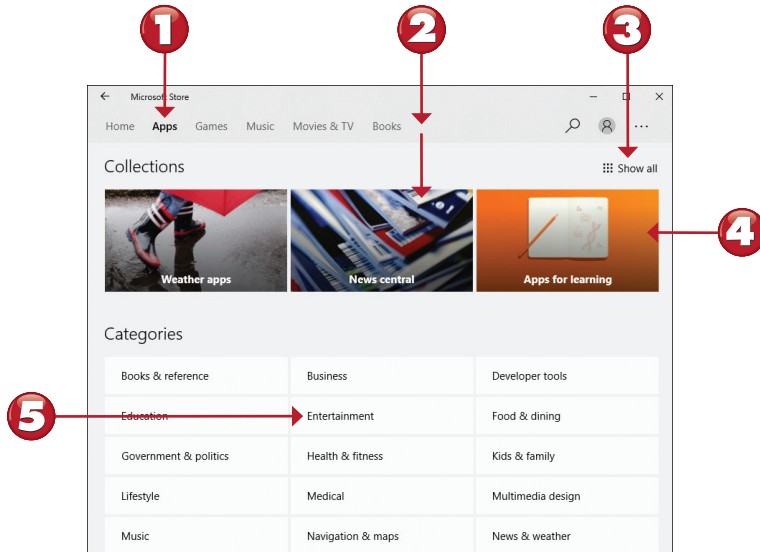 1 2 3
Microsoft Store
Home Apps Games Music Movies & TV Books
Collections Show all
Weather apps News central Apps for learning
4
Categories
Books & reference Business Developer tools
5 Education Entertainment Food & dining
Government & politics Health & fitness Kids & family
Lifestyle Medical Multimedia design
Music Navigation & maps News & weather